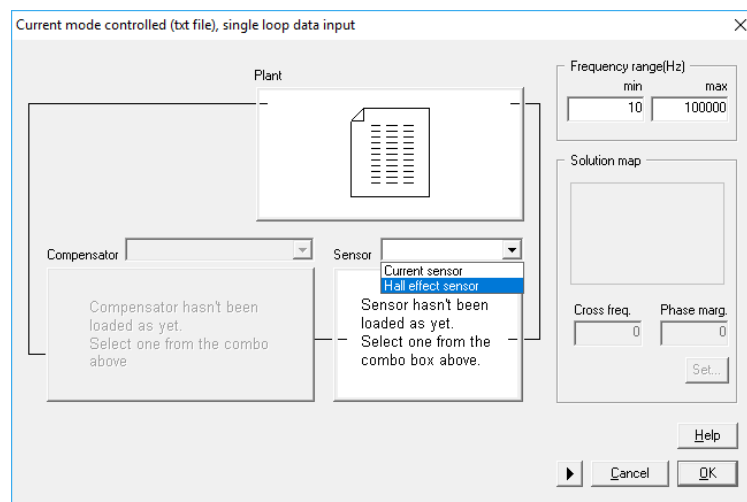 Current mode controlled (txt file), single loop data input
Plant
Frequency range(Hz)
min max
10 100000
Solution map
Compensator
Sensor
Current sensor
Hall effect sensor
Compensator hasn't been
loaded as yet.
Select one from the combo
above
Sensor hasn't been
loaded as yet.
Select one from the
combo box above.
Cross freq. Phase marg.
0 0
Set...
Help
Cancel OK